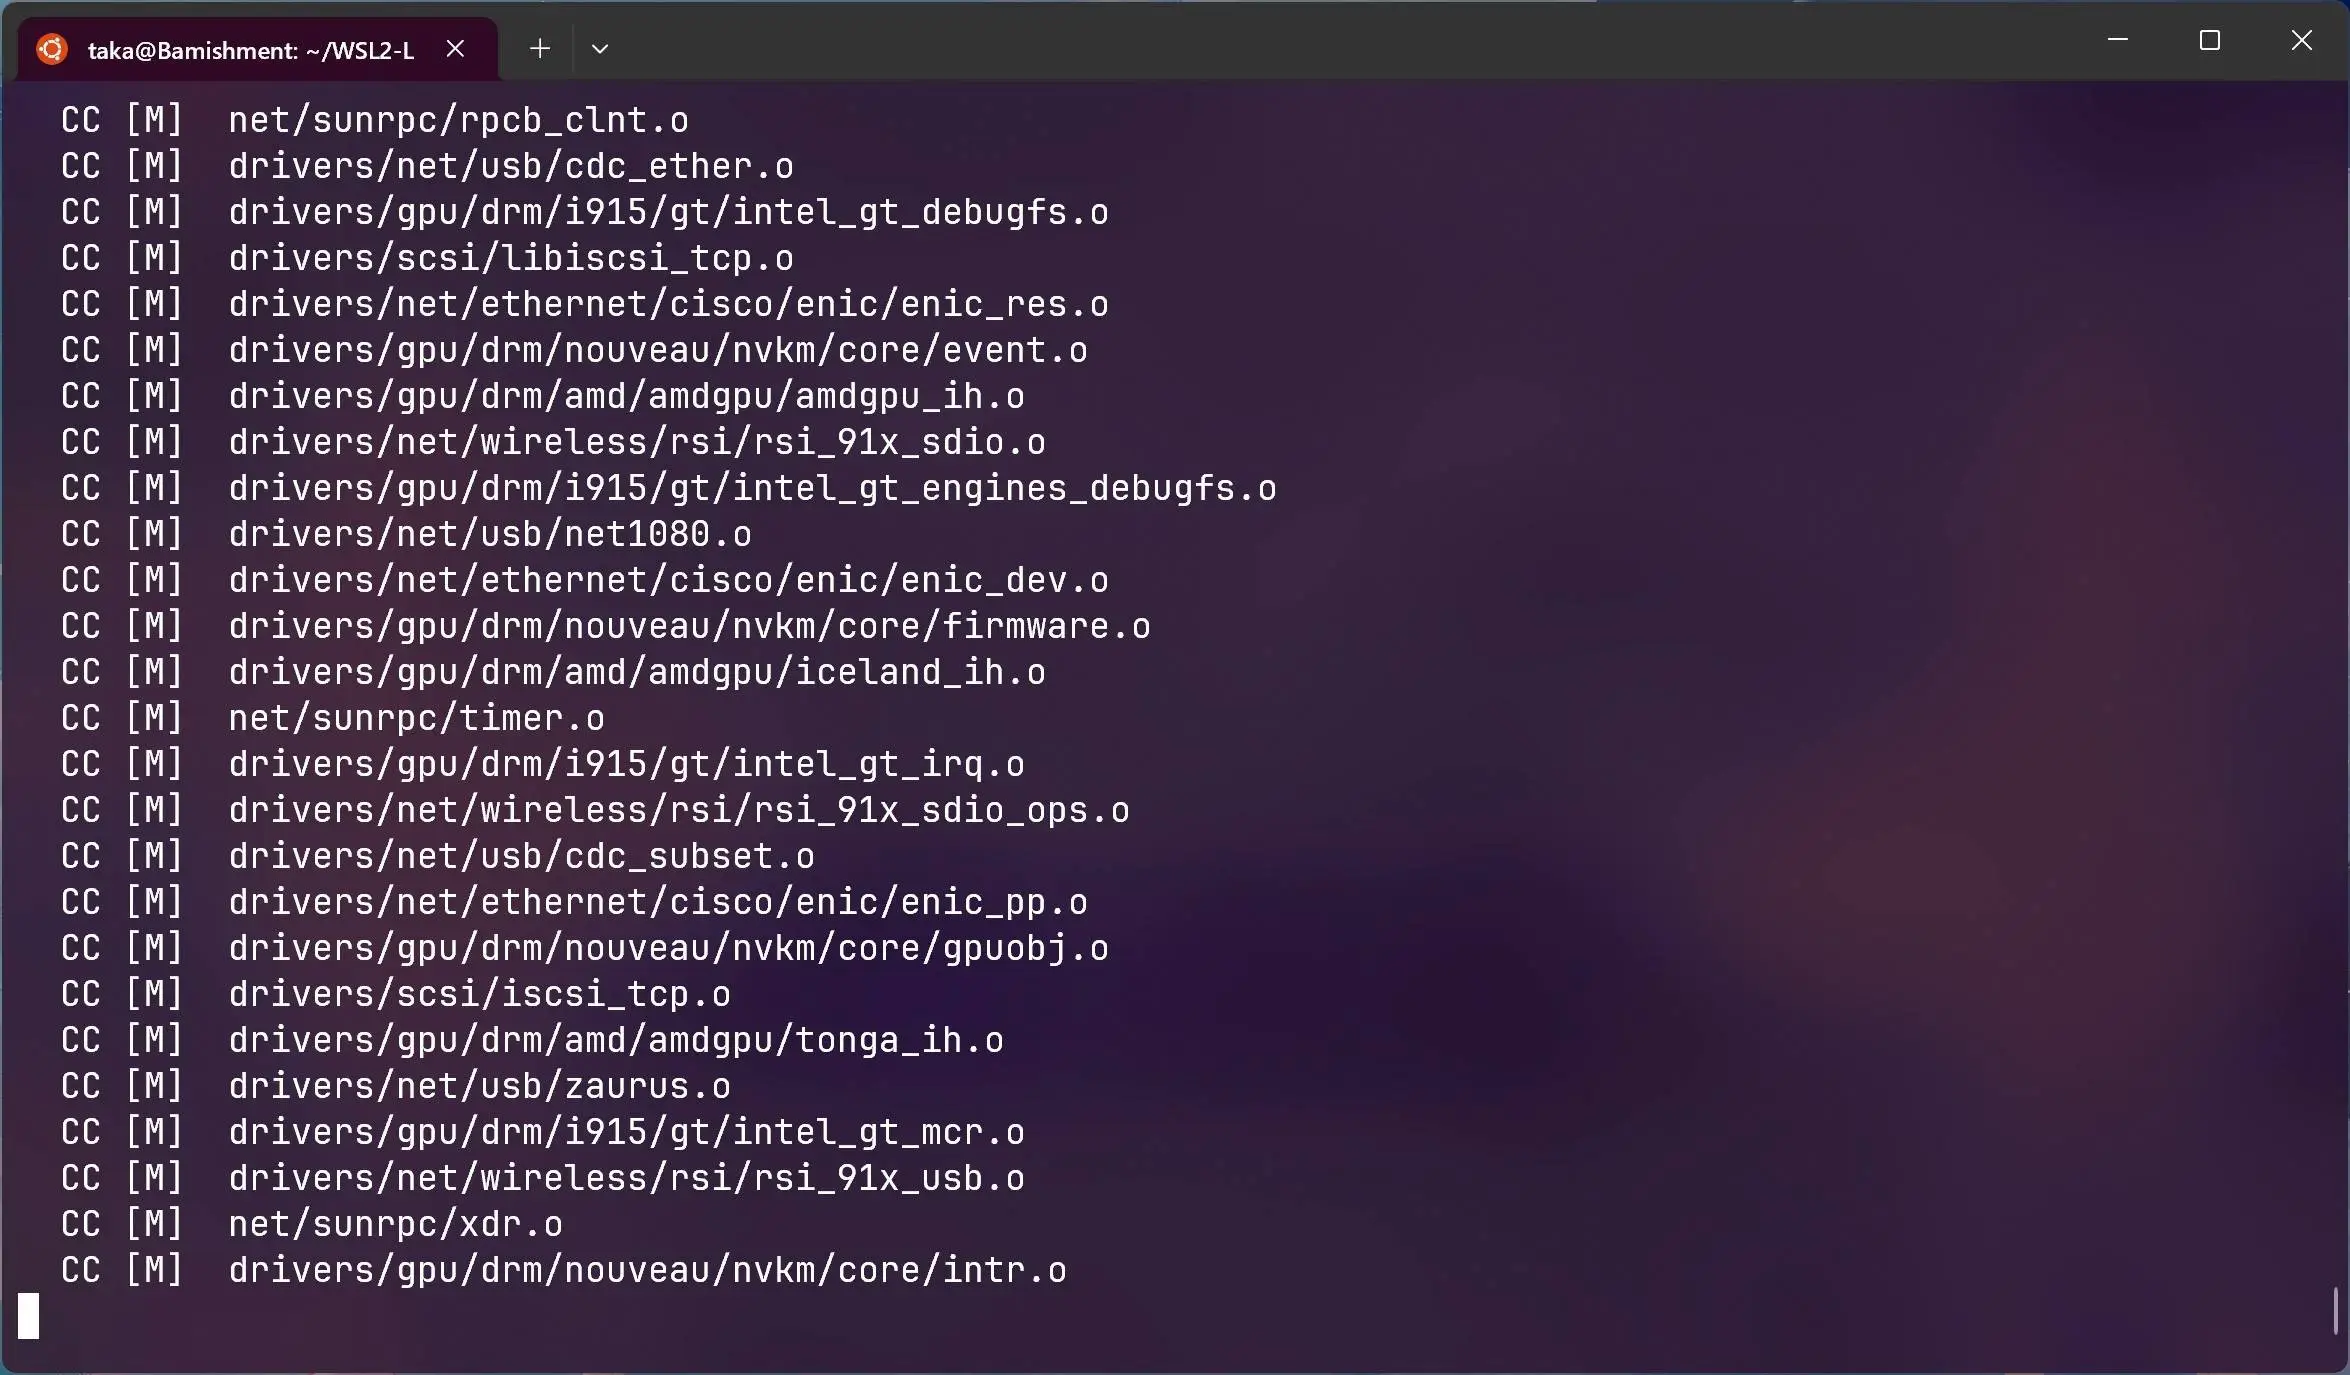 taka@Bamishment: ~/WSL2-L
CC [M] net/sunrpc/rpcb_clnt.o
CC [M] drivers/net/usb/cdc_ether.o
CC [M] drivers/gpu/drm/i915/gt/intel_gt_debugfs.o
CC [M] drivers/scsi/libiscsi_tcp.o
CC [M] drivers/net/ethernet/cisco/enic/enic_res.o
CC [M] drivers/gpu/drm/nouveau/nvkm/core/event.o
CC [M] drivers/gpu/drm/amd/amdgpu/amdgpu_ih.o
CC [M] drivers/net/wireless/rsi/rsi_91x_sdio.o
CC [M] drivers/gpu/drm/i915/gt/intel_gt_engines_debugfs.o
CC [M] drivers/net/usb/net1080.o
CC [M] drivers/net/ethernet/cisco/enic/enic_dev.o
CC [M] drivers/gpu/drm/nouveau/nvkm/core/firmware.o
CC [M] drivers/gpu/drm/amd/amdgpu/iceland_ih.o
CC [M] net/sunrpc/timer.o
CC [M] drivers/gpu/drm/i915/gt/intel_gt_irq.o
CC [M] drivers/net/wireless/rsi/rsi_91x_sdio_ops.o
CC [M] drivers/net/usb/cdc_subset.o
CC [M] drivers/net/ethernet/cisco/enic/enic_pp.o
CC [M] drivers/gpu/drm/nouveau/nvkm/core/gpuobj.o
CC [M] drivers/scsi/iscsi_tcp.o
CC [M] drivers/gpu/drm/amd/amdgpu/tonga_ih.o
CC [M] drivers/net/usb/zaurus.o
CC [M] drivers/gpu/drm/i915/gt/intel_gt_mcr.o
CC [M] drivers/net/wireless/rsi/rsi_91x_usb.o
CC [M] net/sunrpc/xdr.o
CC [M] drivers/gpu/drm/nouveau/nvkm/core/intr.o